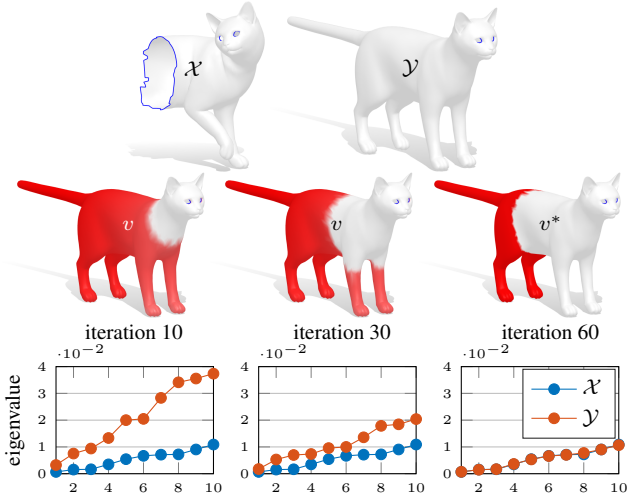 𝒳 𝒴
v v v*
iteration 10 iteration 30 iteration 60
·10⁻² ·10⁻² ·10⁻²
eigenvalue
4 4 4
3 3 3
2 2 2
1 1 1
0 0 0
2 4 6 8 10 2 4 6 8 10 2 4 6 8 10
𝒳
𝒴